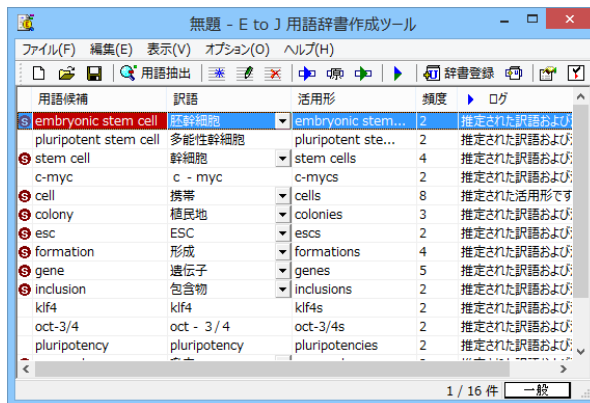 無題 - E to J 用語辞書作成ツール
ファイル(F) 編集(E) 表示(V) オプション(O) ヘルプ(H)
用語抽出 辞書登録
用語候補 訳語 活用形 頻度 ログ
S embryonic stem cell 胚幹細胞 embryonic stem... 2 推定された訳語および
pluripotent stem cell 多能性幹細胞 pluripotent ste... 2 推定された訳語および
S stem cell 幹細胞 stem cells 4 推定された訳語および
c-myc c - myc c-mycs 2 推定された訳語および
S cell 携帯 cells 8 推定された活用形です
S colony 植民地 colonies 3 推定された訳語および
S esc ESC escs 2 推定された訳語および
S formation 形成 formations 4 推定された訳語および
S gene 遺伝子 genes 5 推定された訳語および
S inclusion 包含物 inclusions 2 推定された訳語および
klf4 klf4 klf4s 2 推定された訳語および
oct-3/4 oct - 3/4 oct-3/4s 2 推定された訳語および
pluripotency pluripotency pluripotencies 2 推定された訳語および
1 / 16 件 一般